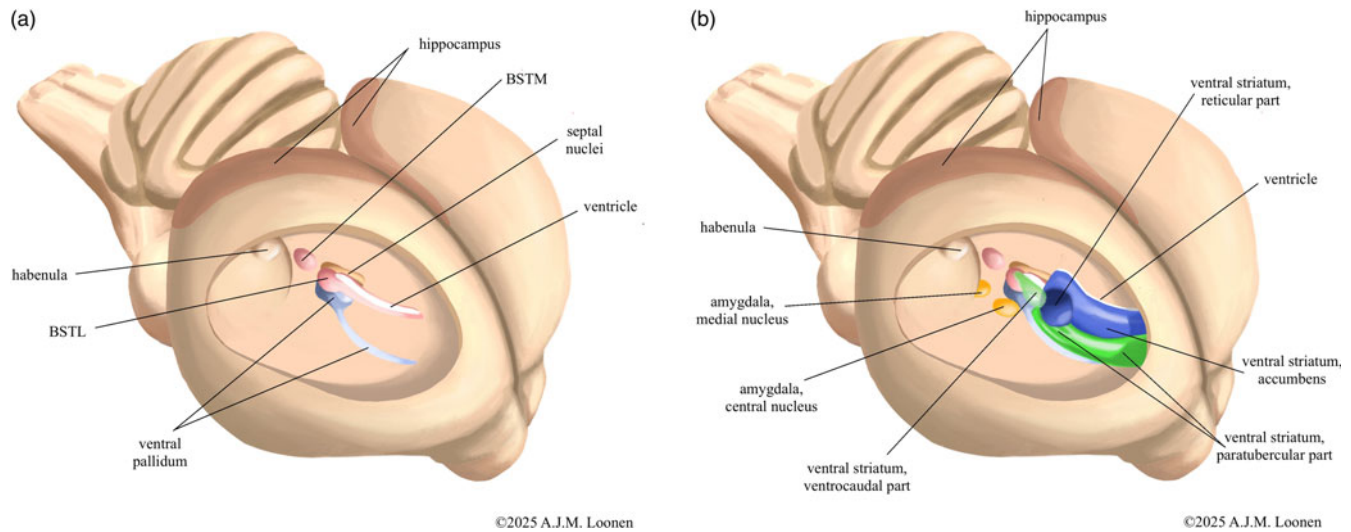 (a)
hippocampus
BSTM
septal
nuclei
ventricle
habenula
BSTL
ventral
pallidum
©2025 A.J.M. Loonen
(b)
hippocampus
ventral striatum,
reticular part
ventricle
habenula
amygdala,
medial nucleus
amygdala,
central nucleus
ventral striatum,
accumbens
ventral striatum,
paratubercular part
ventral striatum,
ventrocaudal part
©2025 A.J.M. Loonen